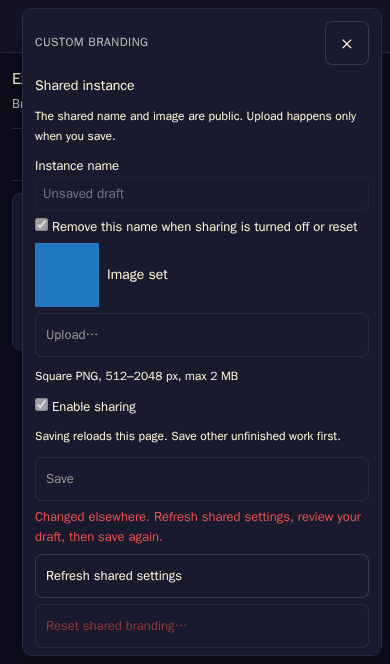 CUSTOM BRANDING
Shared instance
The shared name and image are public. Upload happens only
when you save.
Instance name
Unsaved draft
Remove this name when sharing is turned off or reset
Image set
Upload…
Square PNG, 512–2048 px, max 2 MB
Enable sharing
Saving reloads this page. Save other unfinished work first.
Save
Changed elsewhere. Refresh shared settings, review your
draft, then save again.
Refresh shared settings
Reset shared branding…